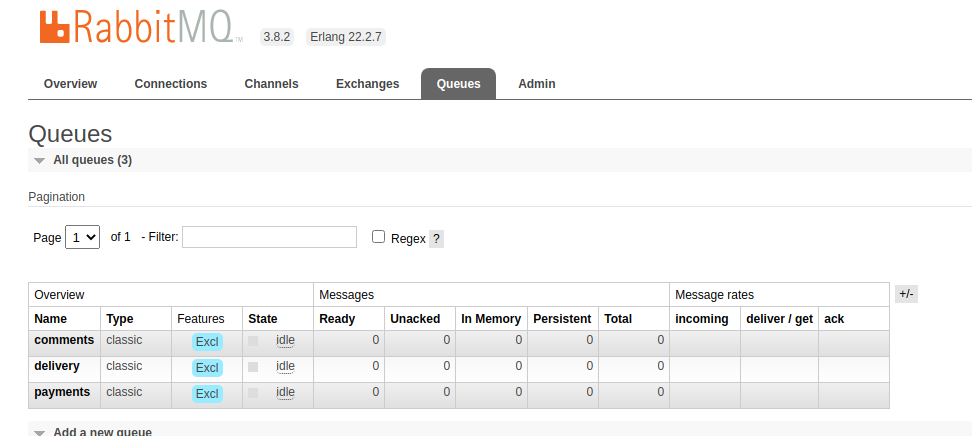 RabbitMQ TM 3.8.2 Erlang 22.2.7
Overview Connections Channels Exchanges Queues Admin
Queues
All queues (3)
Pagination
Page 1 of 1 - Filter: Regex ?
Overview Messages Message rates +/-
Name Type Features State Ready Unacked In Memory Persistent Total incoming deliver / get ack
comments classic Excl idle 0 0 0 0 0
delivery classic Excl idle 0 0 0 0 0
payments classic Excl idle 0 0 0 0 0
Add a new queue